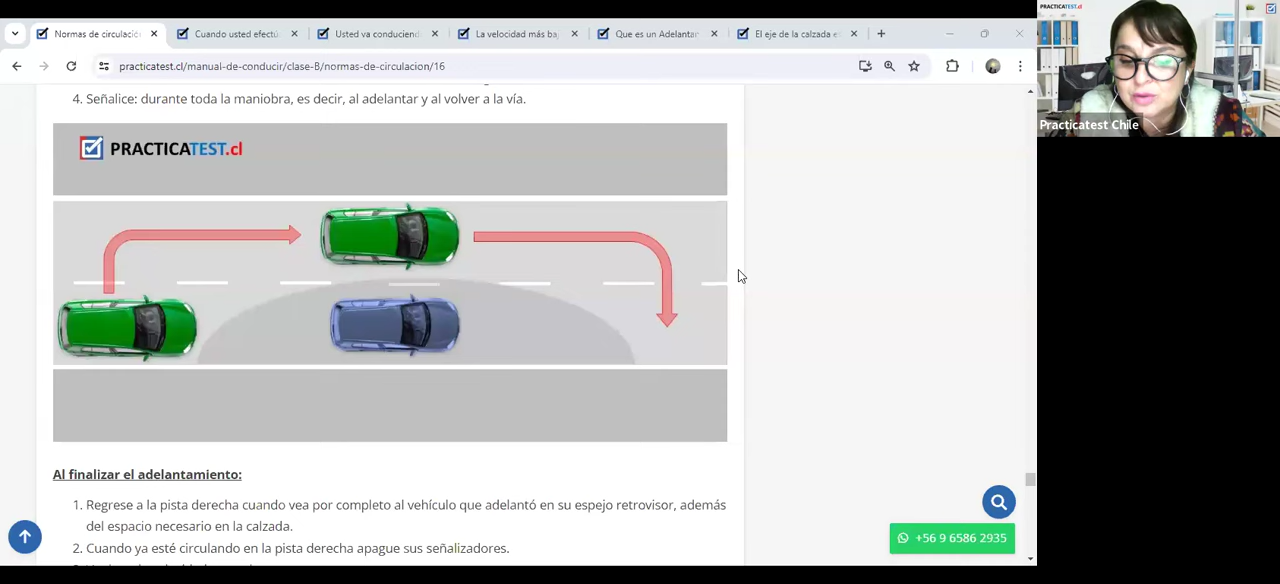 Normas de circulació
Cuando usted efectú
Usted va conduciend
La velocidad más ba
Que es un Adelantar
El eje de la calzada e
practicatest.cl/manual-de-conducir/clase-B/normas-de-circulacion/16
PRACTICATEST.cl
Practicatest Chile
4. Señalice: durante toda la maniobra, es decir, al adelantar y al volver a la vía.
PRACTICATEST.cl
Al finalizar el adelantamiento:
1. Regrese a la pista derecha cuando vea por completo al vehículo que adelantó en su espejo retrovisor, además
del espacio necesario en la calzada.
2. Cuando ya esté circulando en la pista derecha apague sus señalizadores.
+56 9 6586 2935